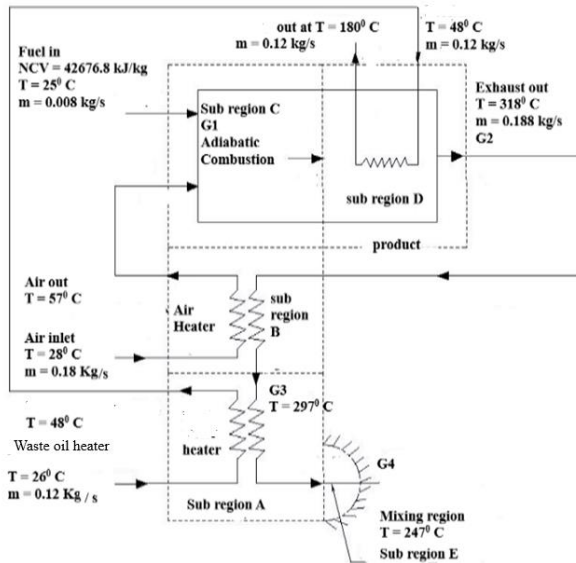 out at T = 180⁰ C
m = 0.12 kg/s
T = 48⁰ C
m = 0.12 kg/s
Fuel in
NCV = 42676.8 kJ/kg
T = 25⁰ C
m = 0.008 kg/s
Sub region C
G1
Adiabatic
Combustion
sub region D
Exhaust out
T = 318⁰ C
m = 0.188 kg/s
G2
product
Air out
T = 57⁰ C
Air inlet
T = 28⁰ C
m = 0.18 Kg/s
Air
Heater
sub
region
B
G3
T = 297⁰ C
T = 48⁰ C
Waste oil heater
T = 26⁰ C
m = 0.12 Kg / s
heater
Sub region A
G4
Mixing region
T = 247⁰ C
Sub region E